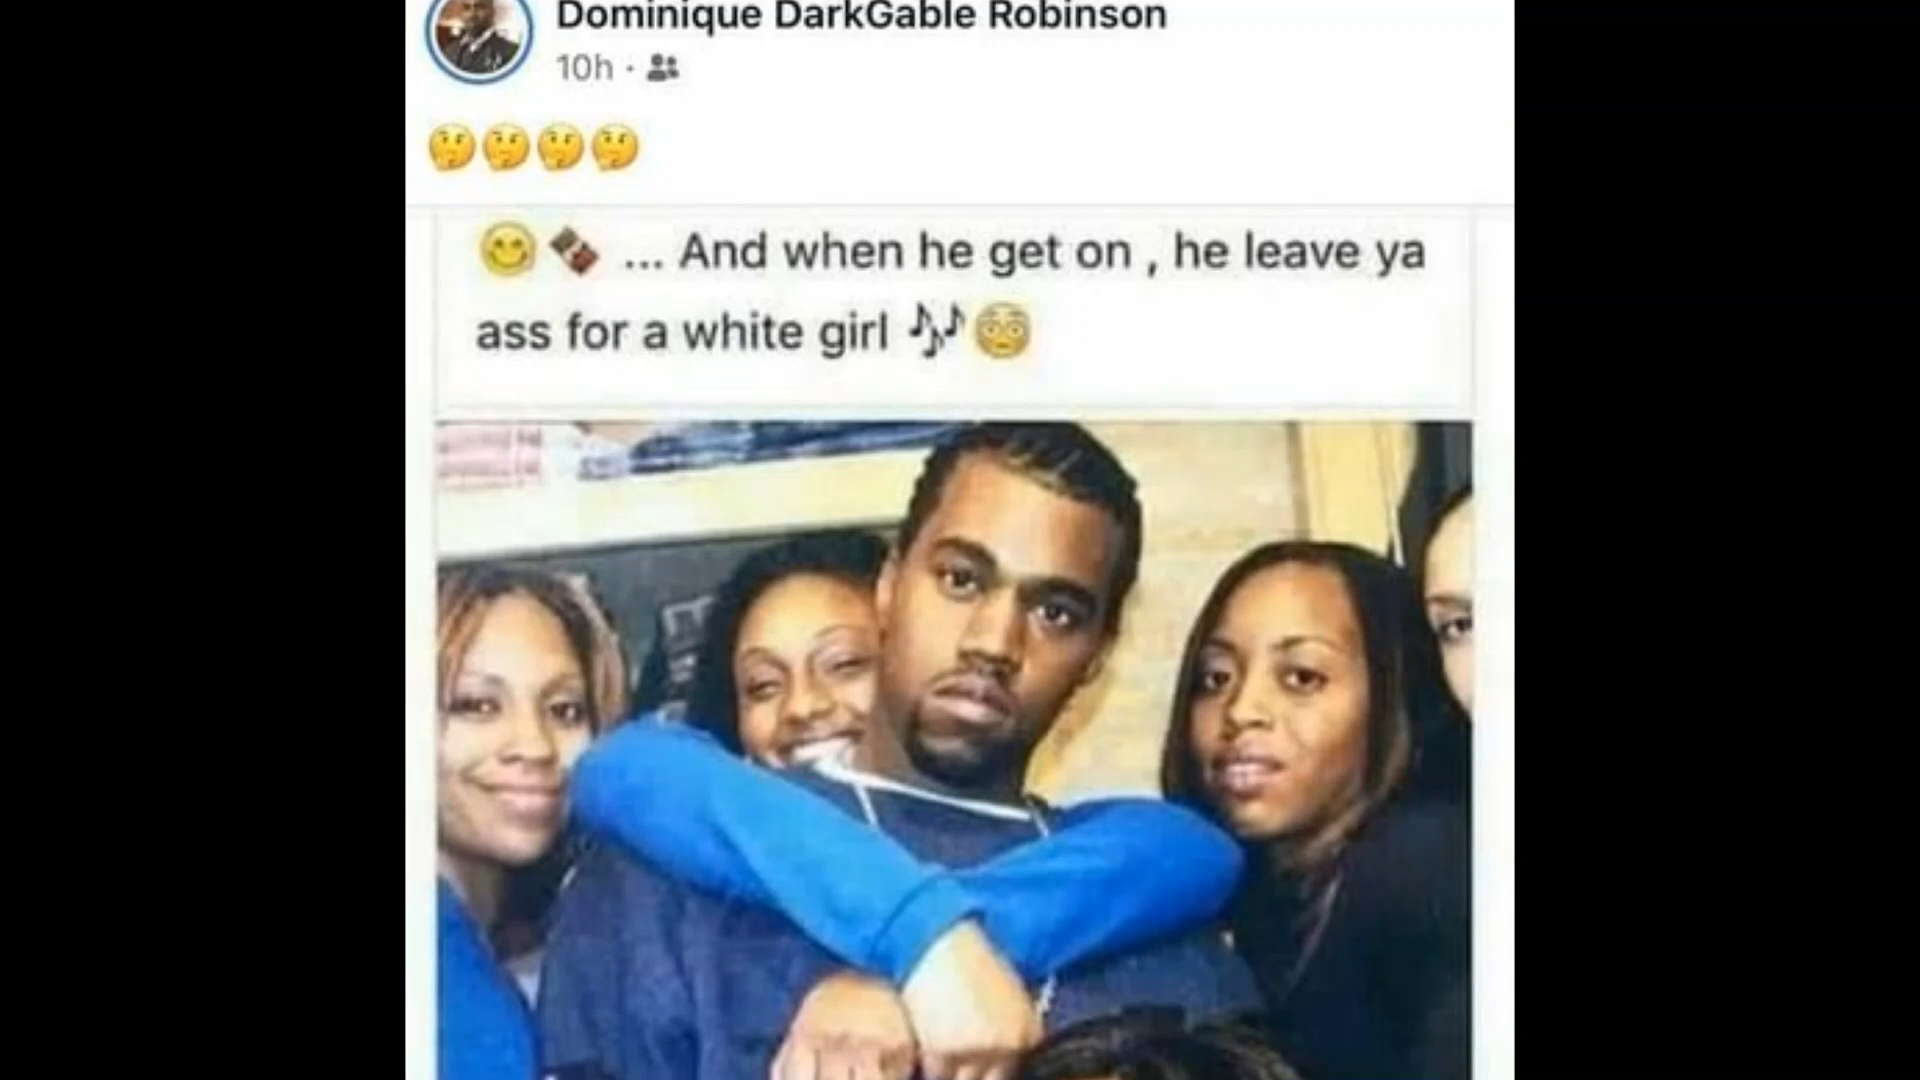 Dominique DarkGable Robinson
10h ·
🤔🤔🤔🤔
😊🍫 ... And when he get on , he leave ya
ass for a white girl 🎶😳